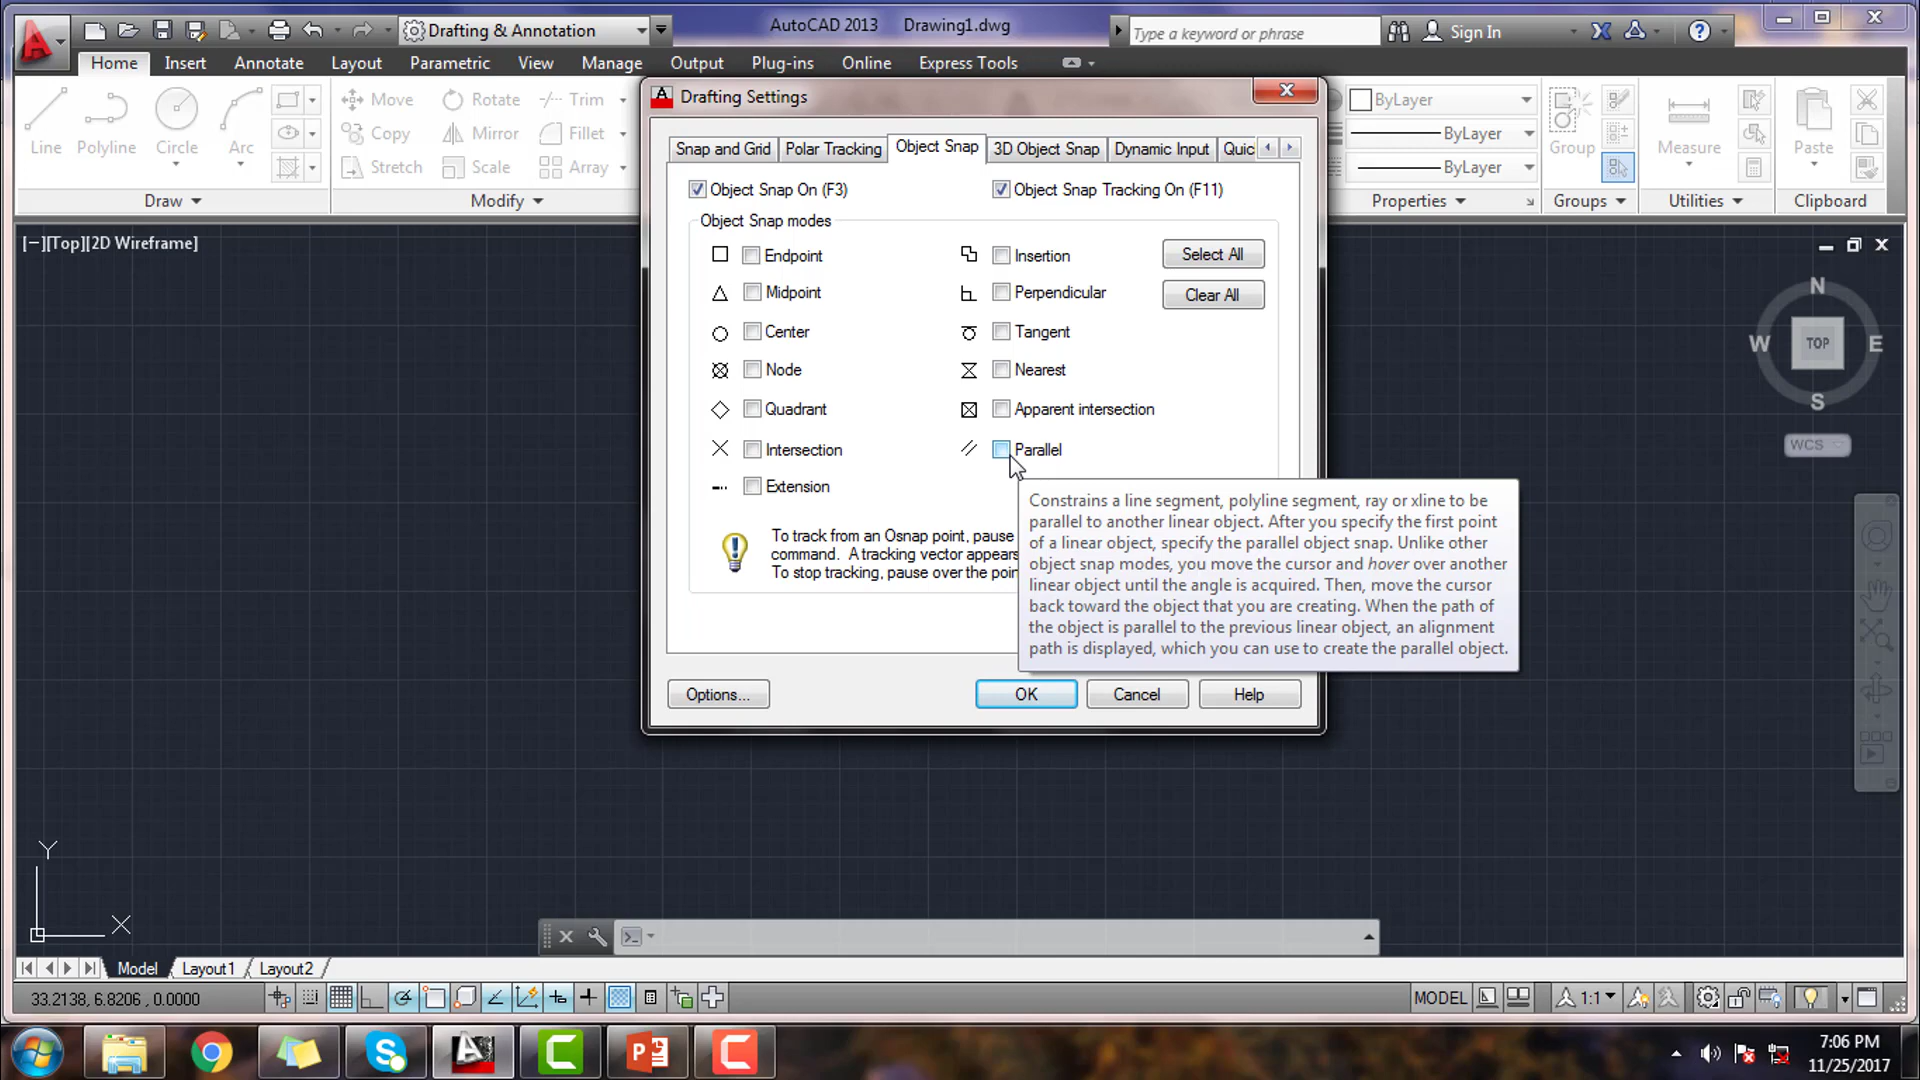 Drafting & Annotation
AutoCAD 2013 Drawing1.dwg
Type a keyword or phrase
Sign In
Home Insert Annotate Layout Parametric View Manage Output Plug-ins Online Express Tools
Line Polyline Circle Arc
Move Rotate Trim
Copy Mirror Fillet
Stretch Scale
Draw Modify
ByLayer
ByLayer
ByLayer
Group Measure Paste
Properties Groups Utilities Clipboard
[−][Top][2D Wireframe]
Drafting Settings
Snap and Grid Polar Tracking Object Snap 3D Object Snap Dynamic Input Quic
Object Snap On (F3) Object Snap Tracking On (F11)
Object Snap modes
Endpoint Insertion Select All
Midpoint Perpendicular Clear All
Center Tangent
Node Nearest
Quadrant Apparent intersection
Intersection Parallel
Extension
To track from an Osnap point, pause
command. A tracking vector appears
To stop tracking, pause over the poin
Constrains a line segment, polyline segment, ray or xline to be
parallel to another linear object. After you specify the first point
of a linear object, specify the parallel object snap. Unlike other
object snap modes, you move the cursor and hover over another
linear object until the angle is acquired. Then, move the cursor
back toward the object that you are creating. When the path of
the object is parallel to the previous linear object, an alignment
path is displayed, which you can use to create the parallel object.
Options... OK Cancel Help
N
W TOP E
S
WCS
Y
X
Model Layout1 Layout2
33.2138, 6.8206 , 0.0000
MODEL
1:1
7:06 PM
11/25/2017